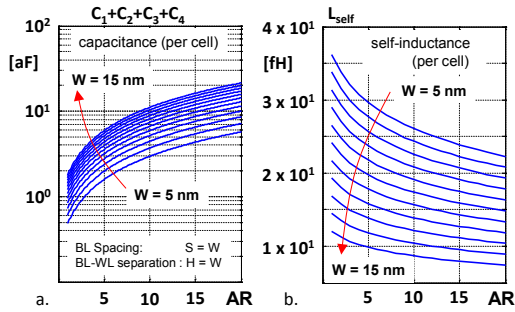 C₁+C₂+C₃+C₄
[aF]
capacitance (per cell)
W = 15 nm
W = 5 nm
BL Spacing: S = W
BL-WL separation : H = W
10²
10¹
10⁰
5 10 15 AR
a.
L_self
[fH]
self-inductance
(per cell)
W = 5 nm
W = 15 nm
4 x 10¹
3 x 10¹
2 x 10¹
1 x 10¹
5 10 15 AR
b.